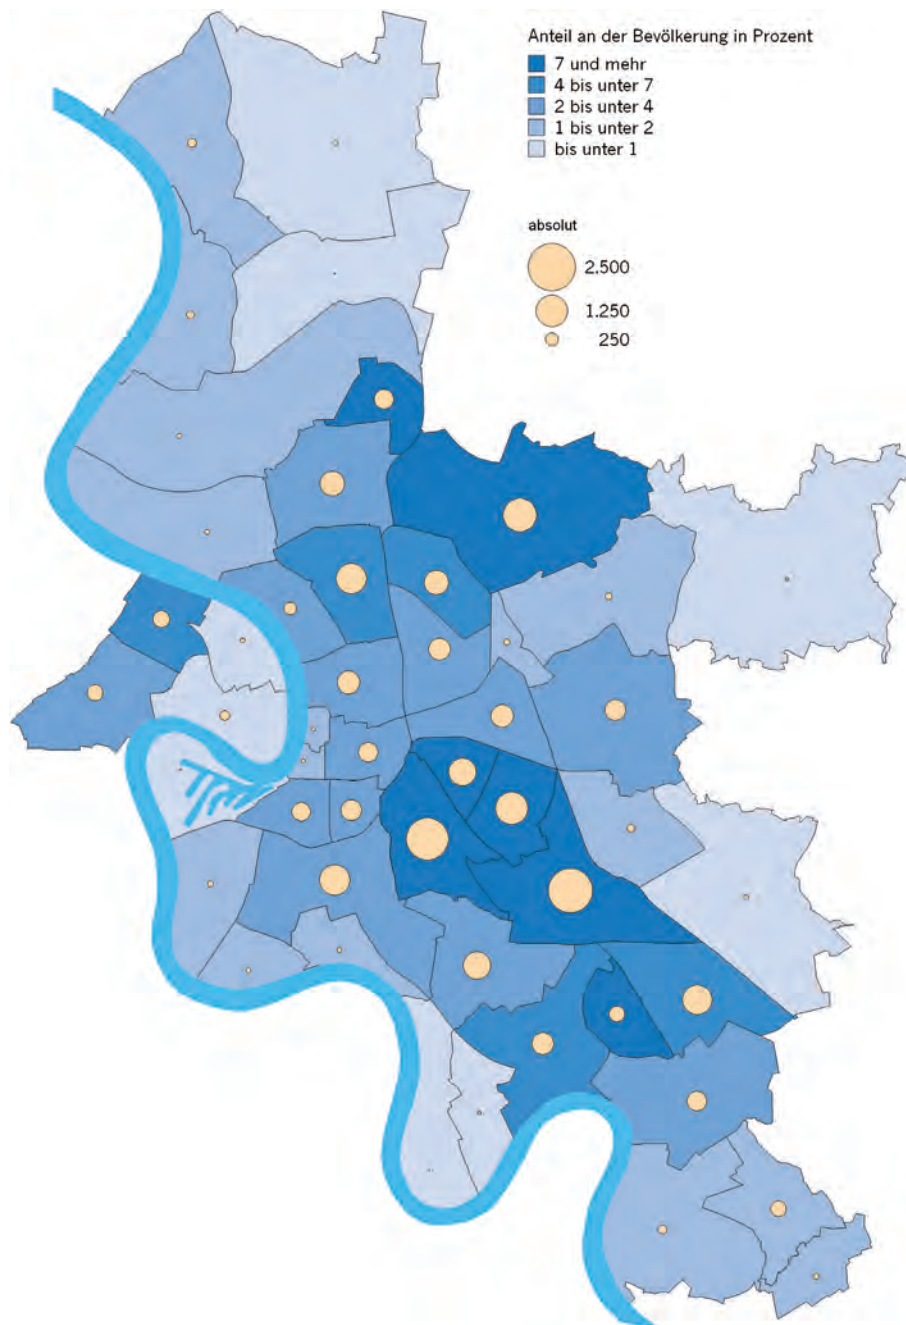 Anteil an der Bevölkerung in Prozent
7 und mehr
4 bis unter 7
2 bis unter 4
1 bis unter 2
bis unter 1
absolut
2.500
1.250
250